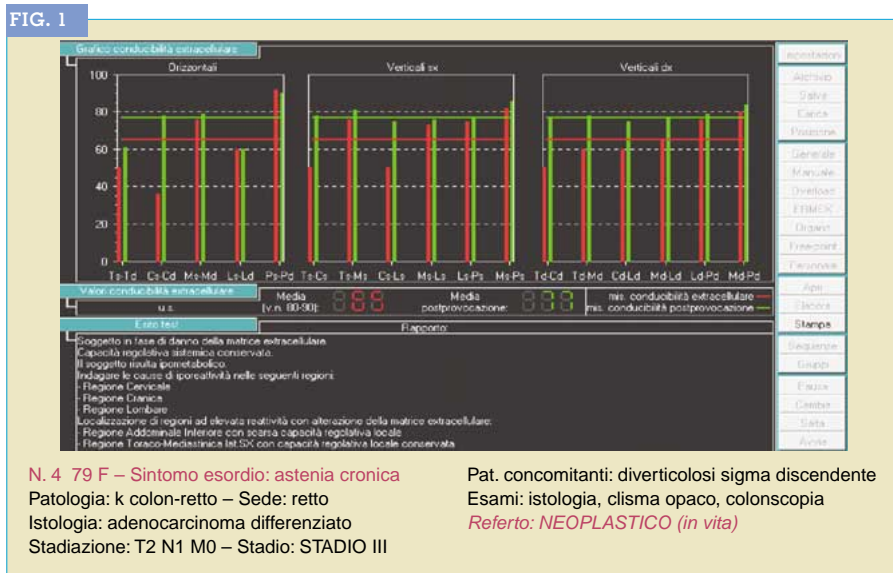 FIG. 1
Grafico conducibilità extracellulare
Orizzontali
Verticali sx
Verticali dx
100
80
60
40
20
0
Ts-Td Cs-Cd Ms-Md Ls-Ld Ps-Pd Ts-Cs Ts-Ms Cs-Ls Ms-Ls Ls-Ps Ms-Ps Td-Cd Td-Md Cd-Ld Md-Ld Ld-Pd Md-Pd
Valori conducibilità extracellulare
u.s.
Media
[v.n. 80-90]:
Media
postprovocazione: 77
mis. conducibilità extracellulare
mis. conducibilità postprovocazione
Esito test
Rapporto:
Soggetto in fase di danno della matrice extracellulare.
Capacità regolativa sistemica conservata.
Il soggetto risulta ipometabolico.
Indagare le cause di iporeattività nelle seguenti regioni:
- Regione Cervicale
- Regione Cranica
- Regione Lombare
Localizzazione di regioni ad elevata reattività con alterazione della matrice extracellulare:
- Regione Addominale Inferiore con scarsa capacità regolativa locale
- Regione Toraco-Mediastinica lat.SX con capacità regolativa locale conservata
Impostazioni
Archivio
Salva
Carica
Posizione
Generale
Manuale
Overload
ERMEK
Organo
Freepoint
Personale
Apri
Elabora
Stampa
Sequenze
Gruppi
Pausa
Cambia
Salta
N. 4 79 F – Sintomo esordio: astenia cronica
Patologia: k colon-retto – Sede: retto
Istologia: adenocarcinoma differenziato
Stadiazione: T2 N1 M0 – Stadio: STADIO III
Pat. concomitanti: diverticolosi sigma discendente
Esami: istologia, clisma opaco, colonscopia
Referto: NEOPLASTICO (in vita)